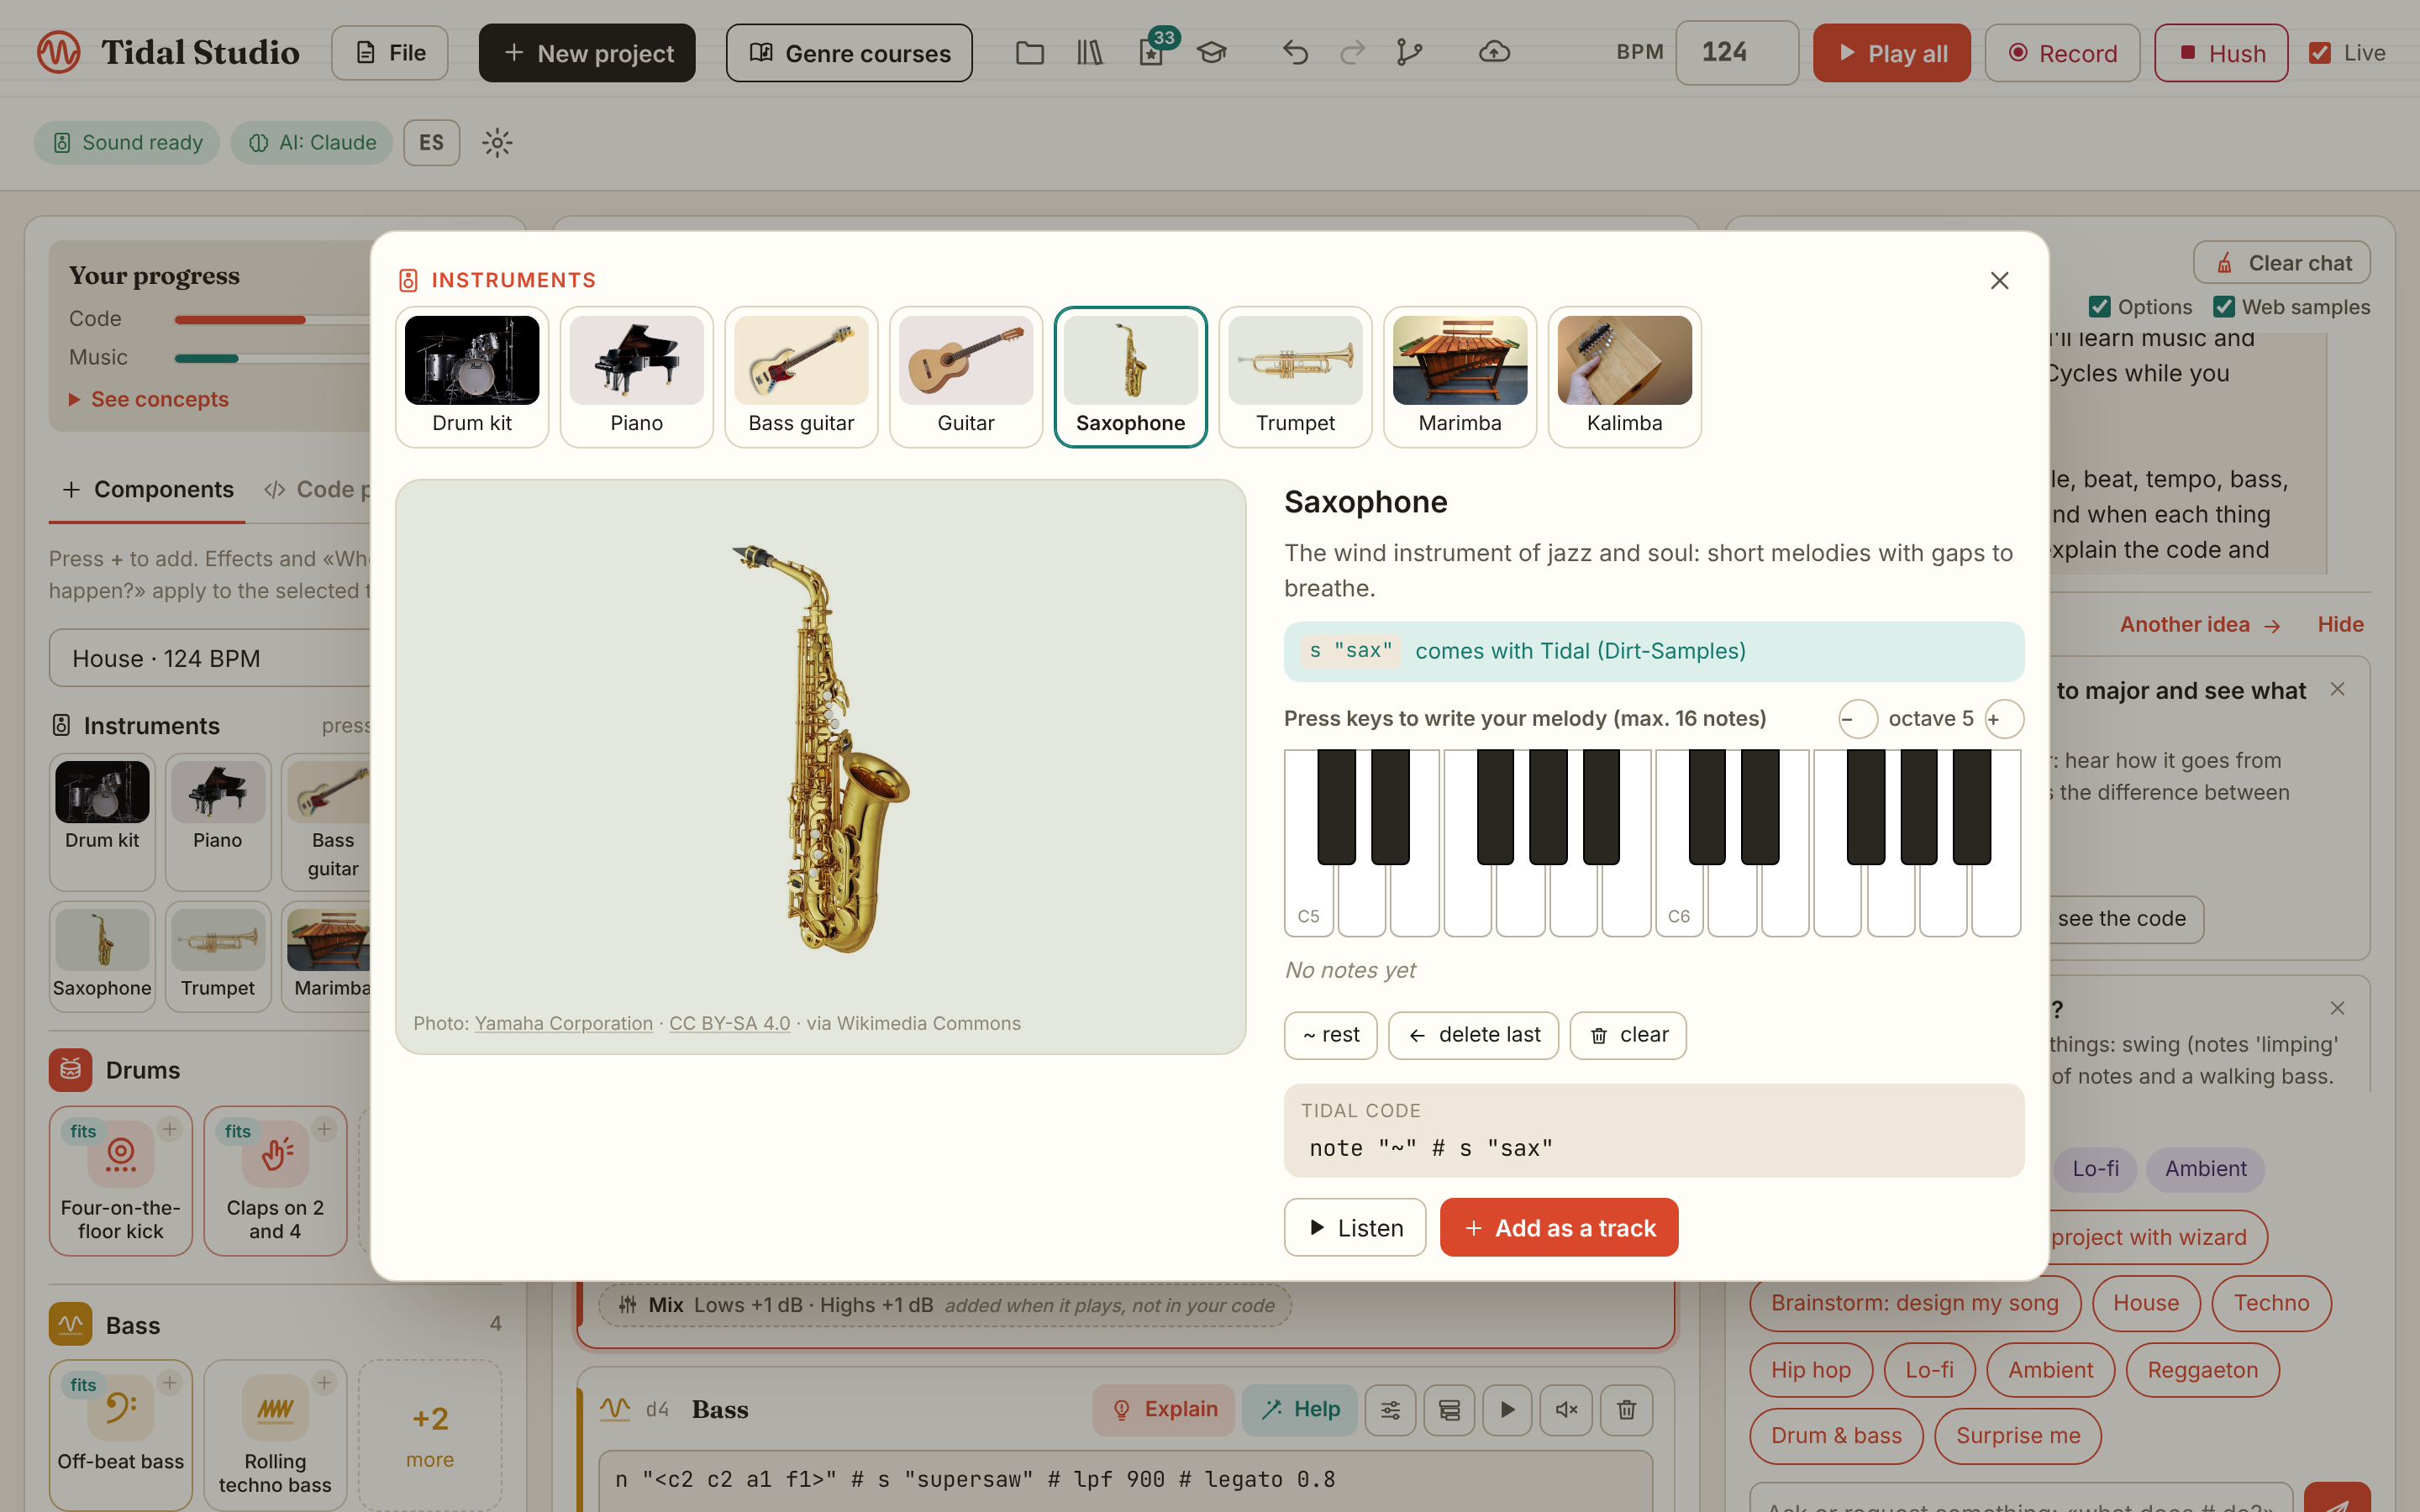 Tidal Studio
File
New project
Genre courses
33
BPM
124
Play all
Record
Hush
Live
Sound ready
AI: Claude
ES
Your progress
Code
Music
See concepts
Components
Code
Press + to add. Effects and
happen?» apply to the selected
House · 124 BPM
Instruments
press
Drum kit
Piano
Bass
guitar
Saxophone
Trumpet
Marimba
Drums
fits
Four-on-the-
floor kick
fits
Claps on 2
and 4
Bass
4
fits
Off-beat bass
Rolling
techno bass
+2
more
INSTRUMENTS
Drum kit
Piano
Bass guitar
Guitar
Saxophone
Trumpet
Marimba
Kalimba
Photo: Yamaha Corporation · CC BY-SA 4.0 · via Wikimedia Commons
Saxophone
The wind instrument of jazz and soul: short melodies with gaps to
breathe.
s "sax" comes with Tidal (Dirt-Samples)
Press keys to write your melody (max. 16 notes)
− octave 5 +
C5
C6
No notes yet
~ rest
delete last
clear
TIDAL CODE
note "~" # s "sax"
Listen
Add as a track
Mix Lows +1 dB · Highs +1 dB added when it plays, not in your code
d4 Bass
Explain
Help
n "<c2 c2 a1 f1>" # s "supersaw" # lpf 900 # legato 0.8
Clear chat
Options
Web samples
learn music and
Cycles while you
beat, tempo, bass,
when each thing
explain the code and
Another idea →
Hide
to major and see what
hear how it goes from
the difference between
see the code
?
things: swing (notes 'limping'
of notes and a walking bass.
Lo-fi
Ambient
project with wizard
Brainstorm: design my song
House
Techno
Hip hop
Lo-fi
Ambient
Reggaeton
Drum & bass
Surprise me